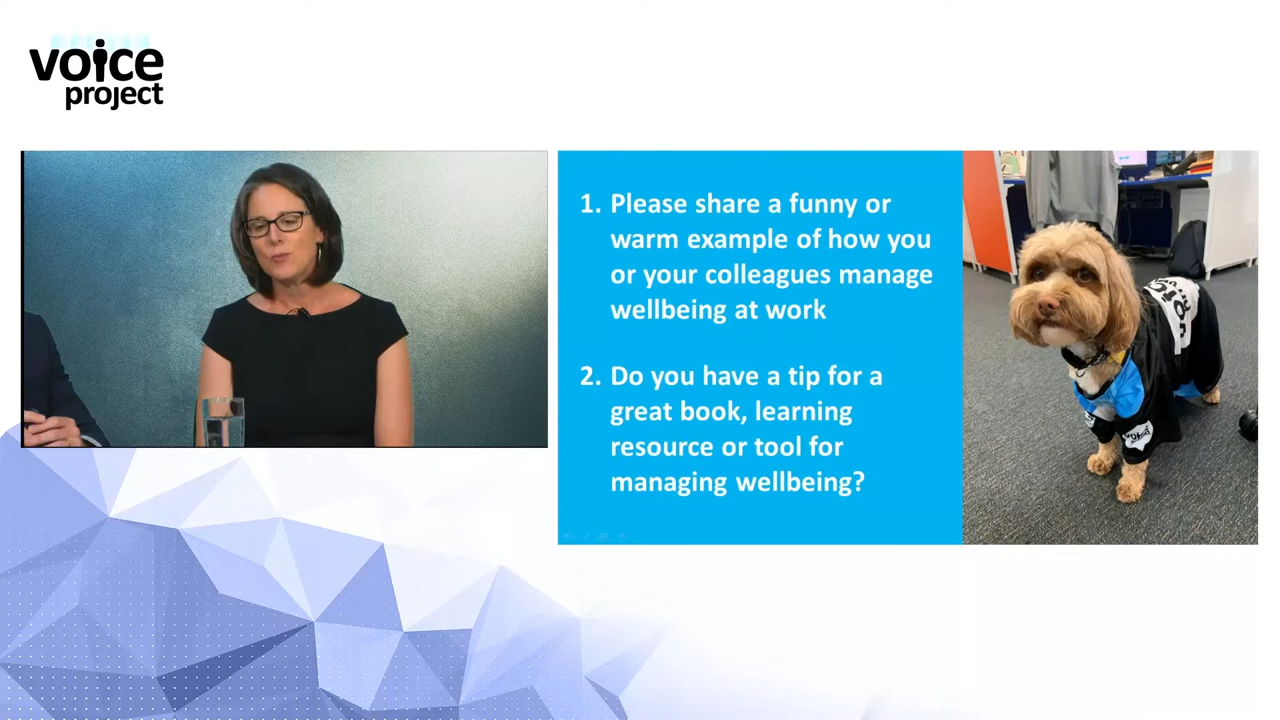 voice
project
1. Please share a funny or
warm example of how you
or your colleagues manage
wellbeing at work
2. Do you have a tip for a
great book, learning
resource or tool for
managing wellbeing?